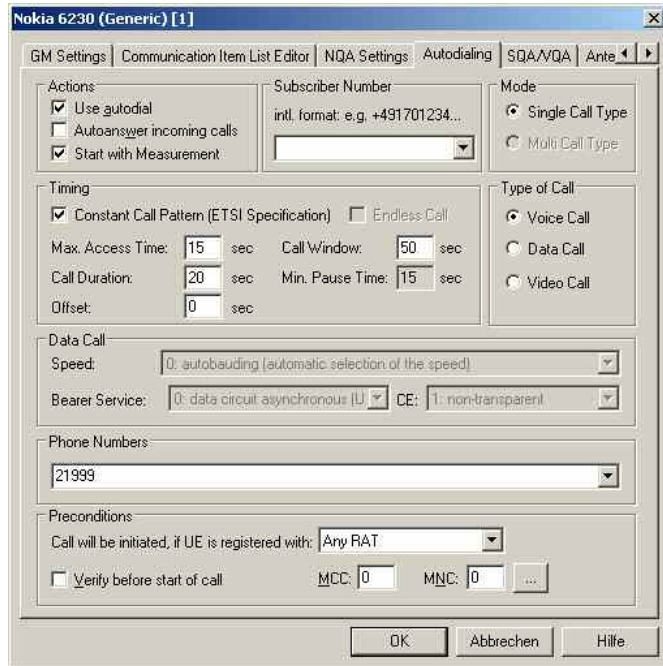 Nokia 6230 (Generic) [1]
GM Settings
Communication Item List Editor
NQA Settings
Autodialing
SQA/VQA
Ante
Actions
Use autodial
Autoanswer incoming calls
Start with Measurement
Subscriber Number
intl. format: e.g. +491701234...
Mode
Single Call Type
Multi Call Type
Timing
Constant Call Pattern (ETSI Specification)
Endless Call
Max. Access Time: 15 sec
Call Window: 50 sec
Call Duration: 20 sec
Min. Pause Time: 15 sec
Offset: 0 sec
Type of Call
Voice Call
Data Call
Video Call
Data Call
Speed: 0: autobauding (automatic selection of the speed)
Bearer Service: 0: data circuit asynchronous (U
CE: 1: non-transparent
Phone Numbers
21999
Preconditions
Call will be initiated, if UE is registered with: Any RAT
Verify before start of call
MCC: 0
MNC: 0
...
OK
Abbrechen
Hilfe